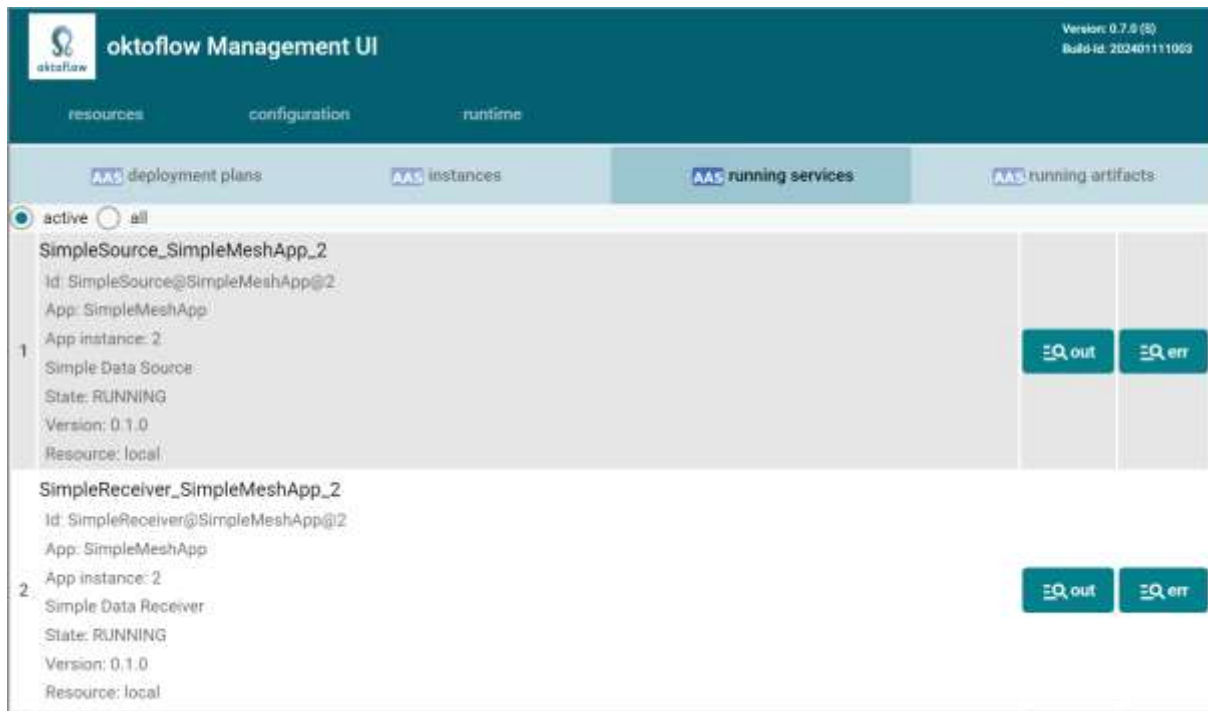 oktoflow
oktoflow Management UI
Version: 0.7.0 (S)
Build-Id: 202401111003
resources configuration runtime
AAS deployment plans AAS instances AAS running services AAS running artifacts
active all
SimpleSource_SimpleMeshApp_2
Id: SimpleSource@SimpleMeshApp@2
App: SimpleMeshApp
App instance: 2
1
Simple Data Source
State: RUNNING
Version: 0.1.0
Resource: local
out err
SimpleReceiver_SimpleMeshApp_2
Id: SimpleReceiver@SimpleMeshApp@2
App: SimpleMeshApp
App instance: 2
2
Simple Data Receiver
State: RUNNING
Version: 0.1.0
Resource: local
out err